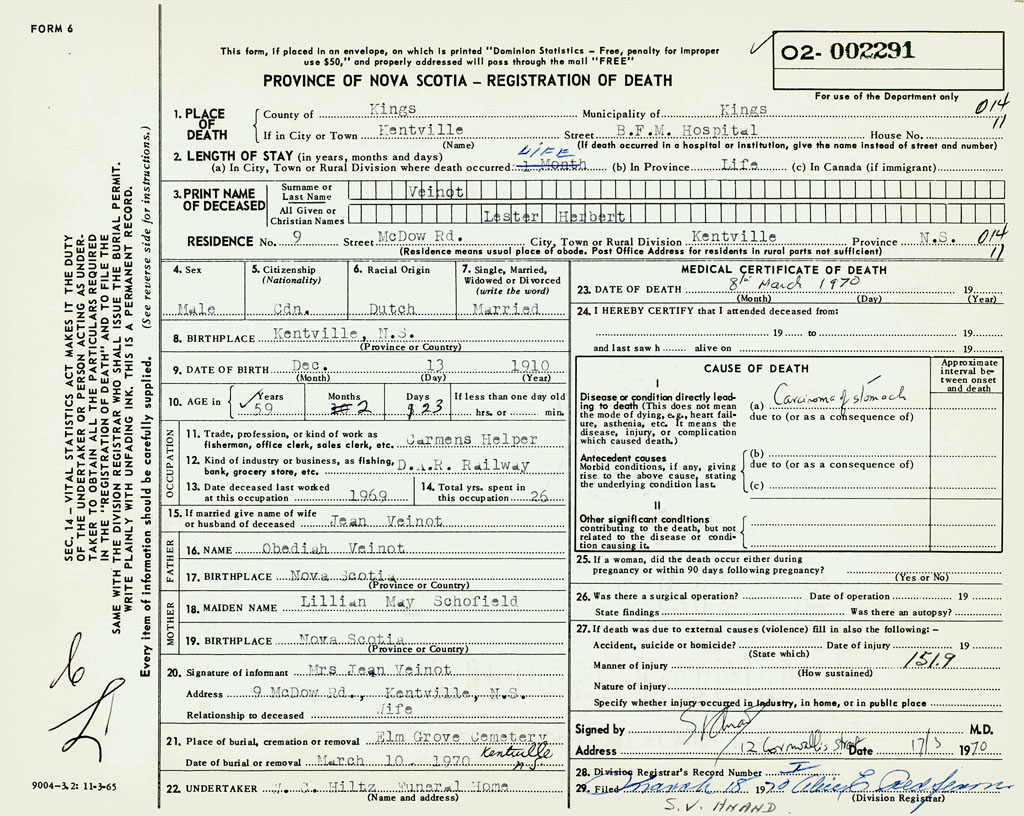 FORM 6
This form, if placed in an envelope, on which is printed "Dominion Statistics – Free, penalty for improper
use $50," and properly addressed will pass through the mail "FREE"
PROVINCE OF NOVA SCOTIA – REGISTRATION OF DEATH
02- 002291
For use of the Department only
1. PLACE OF DEATH
County of Kings Municipality of Kings 014
If in City or Town Kentville Street B.F.M. Hospital House No. 11
(Name) (If death occurred in a hospital or institution, give the name instead of street and number)
2. LENGTH OF STAY (in years, months and days) LIFE
(a) In City, Town or Rural Division where death occurred: 1 Month (b) In Province Life (c) In Canada (if immigrant)
3. PRINT NAME OF DECEASED
Surname or Last Name Veinot
All Given or Christian Names Lester Herbert
RESIDENCE No. 9 Street McDow Rd. City, Town or Rural Division Kentville Province N.S. 014
(Residence means usual place of abode. Post Office Address for residents in rural parts not sufficient) 11
4. Sex
Male
5. Citizenship
(Nationality)
Cdn.
6. Racial Origin
Dutch
7. Single, Married,
Widowed or Divorced
(write the word)
Married
8. BIRTHPLACE Kentville, N.S.
(Province or Country)
9. DATE OF BIRTH Dec. 13 1910
(Month) (Day) (Year)
10. AGE in Years Months Days If less than one day old
59 2 23 hrs. or min.
OCCUPATION
11. Trade, profession, or kind of work as
fisherman, office clerk, sales clerk, etc. Carmens Helper
12. Kind of industry or business, as fishing,
bank, grocery store, etc. D.A.R. Railway
13. Date deceased last worked
at this occupation 1969
14. Total yrs. spent in
this occupation 26
15. If married give name of wife
or husband of deceased Jean Veinot
FATHER
16. NAME Obediah Veinot
17. BIRTHPLACE Nova Scotia
(Province or Country)
MOTHER
18. MAIDEN NAME Lillian May Schofield
19. BIRTHPLACE Nova Scotia
(Province or Country)
20. Signature of informant Mrs Jean Veinot
Address 9 McDow Rd., Kentville, N.S.
Relationship to deceased Wife
21. Place of burial, cremation or removal Elm Grove Cemetery
Kentville
Date of burial or removal March 10, 1970 N.S.
22. UNDERTAKER Hiltz Funeral Home
(Name and address)
MEDICAL CERTIFICATE OF DEATH
23. DATE OF DEATH 8th March 1970 19
(Month) (Day) (Year)
24. I HEREBY CERTIFY that I attended deceased from:
19 to 19
and last saw h alive on 19
CAUSE OF DEATH
Approximate interval between onset and death
I
Disease or condition directly leading to death (This does not mean the mode of dying, e.g., heart failure, asthenia, etc. It means the disease, injury, or complication which caused death.)
(a) Carcinoma of stomach
due to (or as a consequence of)
Antecedent causes
Morbid conditions, if any, giving rise to the above cause, stating the underlying condition last.
(b)
due to (or as a consequence of)
(c)
II
Other significant conditions
contributing to the death, but not related to the disease or condition causing it.
25. If a woman, did the death occur either during
pregnancy or within 90 days following pregnancy?
(Yes or No)
26. Was there a surgical operation? Date of operation 19
State findings Was there an autopsy?
27. If death was due to external causes (violence) fill in also the following: –
Accident, suicide or homicide? Date of injury 19
(State which) 151.9
Manner of injury
(How sustained)
Nature of injury
Specify whether injury occurred in industry, in home, or in public place
Signed by M.D.
Address 12 Cornwallis Street Date 17/3 1970
28. Division Registrar's Record Number
29. Filed March 18 1970
(Division Registrar)
S.V. ANAND
SEC. 14 – VITAL STATISTICS ACT MAKES IT THE DUTY
OF THE UNDERTAKER OR PERSON ACTING AS UNDERTAKER TO OBTAIN ALL THE PARTICULARS REQUIRED
IN THE "REGISTRATION OF DEATH" AND TO FILE THE
SAME WITH THE DIVISION REGISTRAR WHO SHALL ISSUE THE BURIAL PERMIT.
WRITE PLAINLY WITH UNFADING INK. THIS IS A PERMANENT RECORD.
Every item of information should be carefully supplied. (See reverse side for instructions.)
9004-3.2: 11-3-65